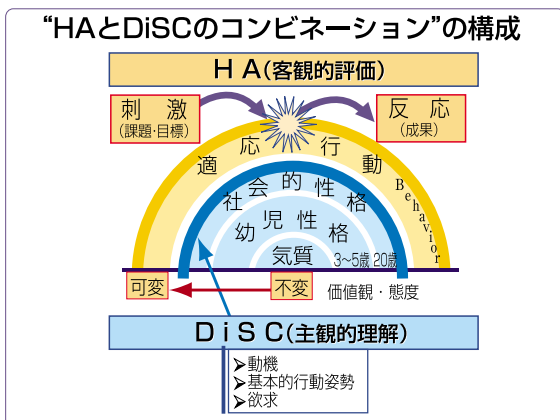 “HAとDiSCのコンビネーション”の構成
HA(客観的評価)
刺激
(課題･目標)
反応
(成果)
適応行動 Behavior
社会的性格
幼児性格
気質
3〜5歳 20歳
可変
不変
価値観・態度
DiSC(主観的理解)
➢動機
➢基本的行動姿勢
➢欲求